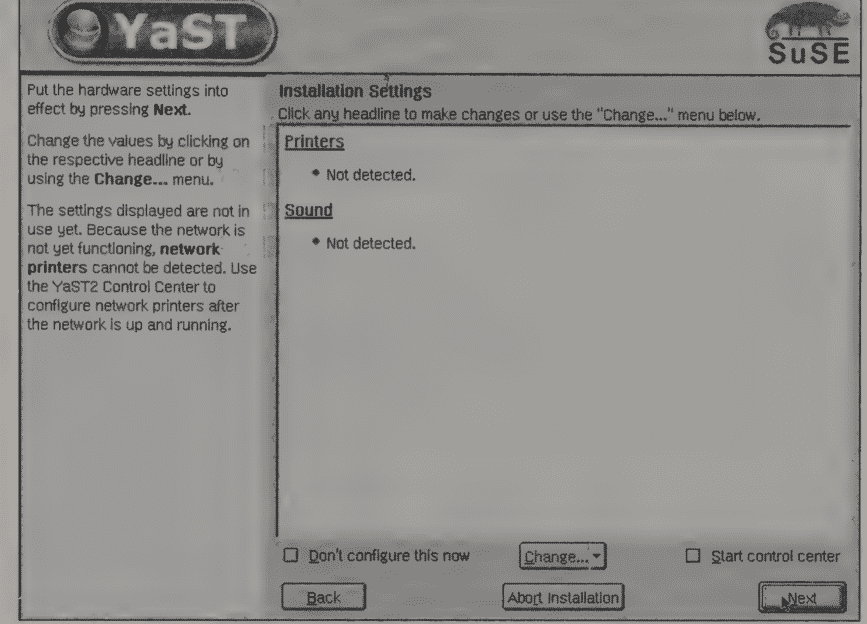 YaST
SuSE
Put the hardware settings into
effect by pressing Next.
Change the values by clicking on
the respective headline or by
using the Change... menu.
The settings displayed are not in
use yet. Because the network is
not yet functioning, network
printers cannot be detected. Use
the YaST2 Control Center to
configure network printers after
the network is up and running.
Installation Settings
Click any headline to make changes or use the "Change..." menu below.
Printers
• Not detected.
Sound
• Not detected.
Don't configure this now
Change...
Start control center
Back
Abort Installation
Next